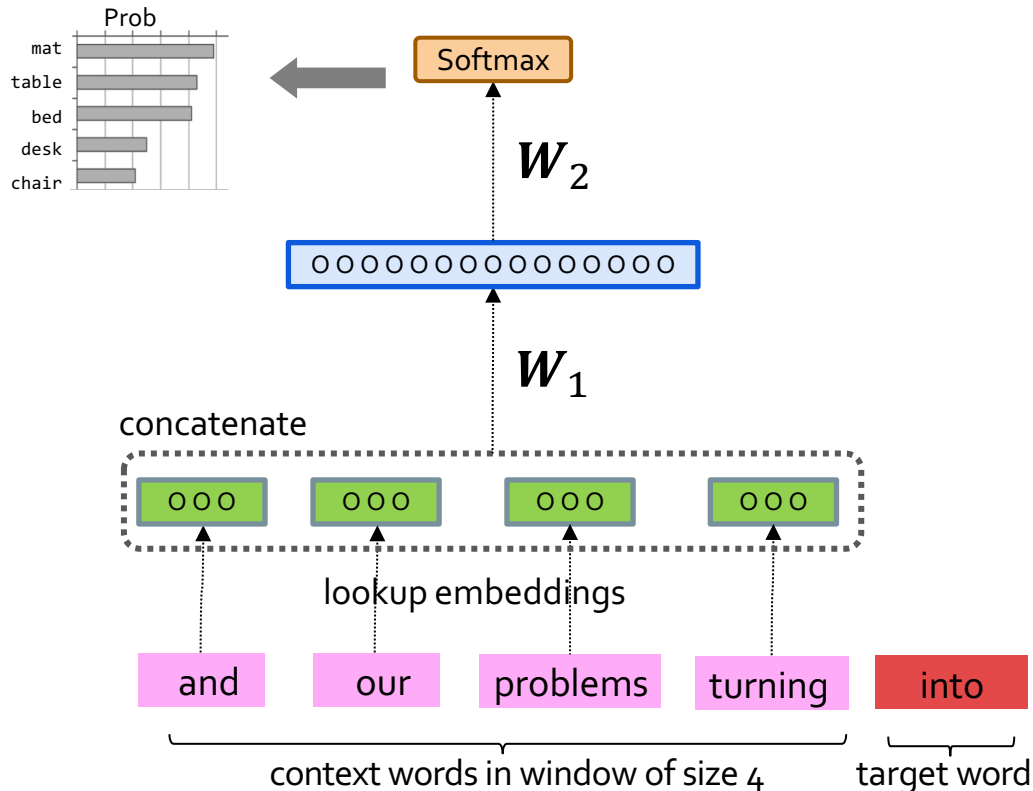 Prob
mat
table
bed
desk
chair
Softmax
W₂
O O O O O O O O O O O O O O O
W₁
concatenate
O O O
O O O
O O O
O O O
lookup embeddings
and our problems turning into
context words in window of size 4
target word